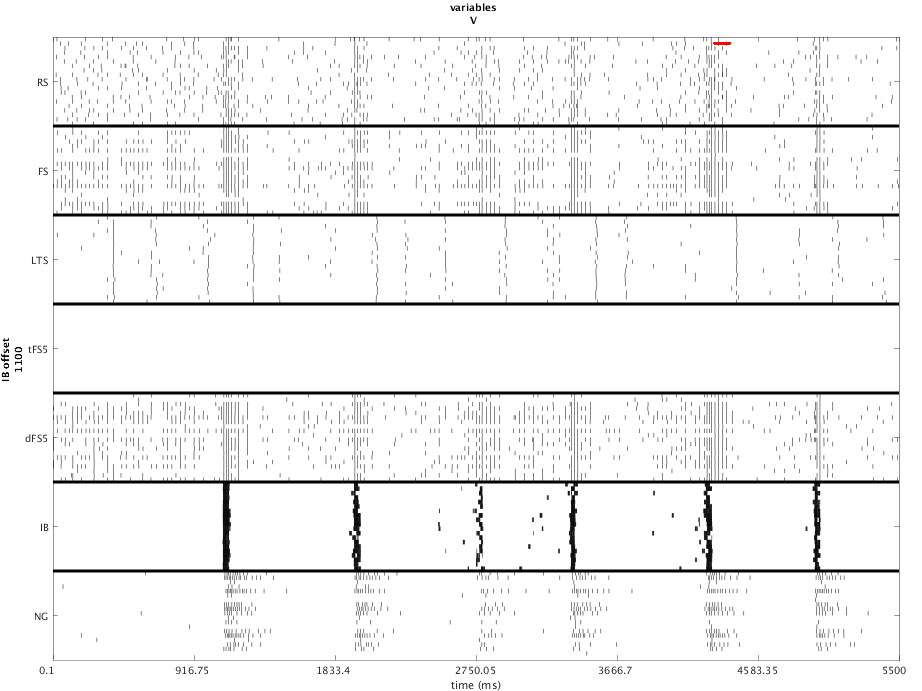 variables
V
RS
FS
LTS
tFS5
dFS5
IB
NG
IB offset
1100
0.1
916.75
1833.4
2750.05
3666.7
4583.35
5500
time (ms)